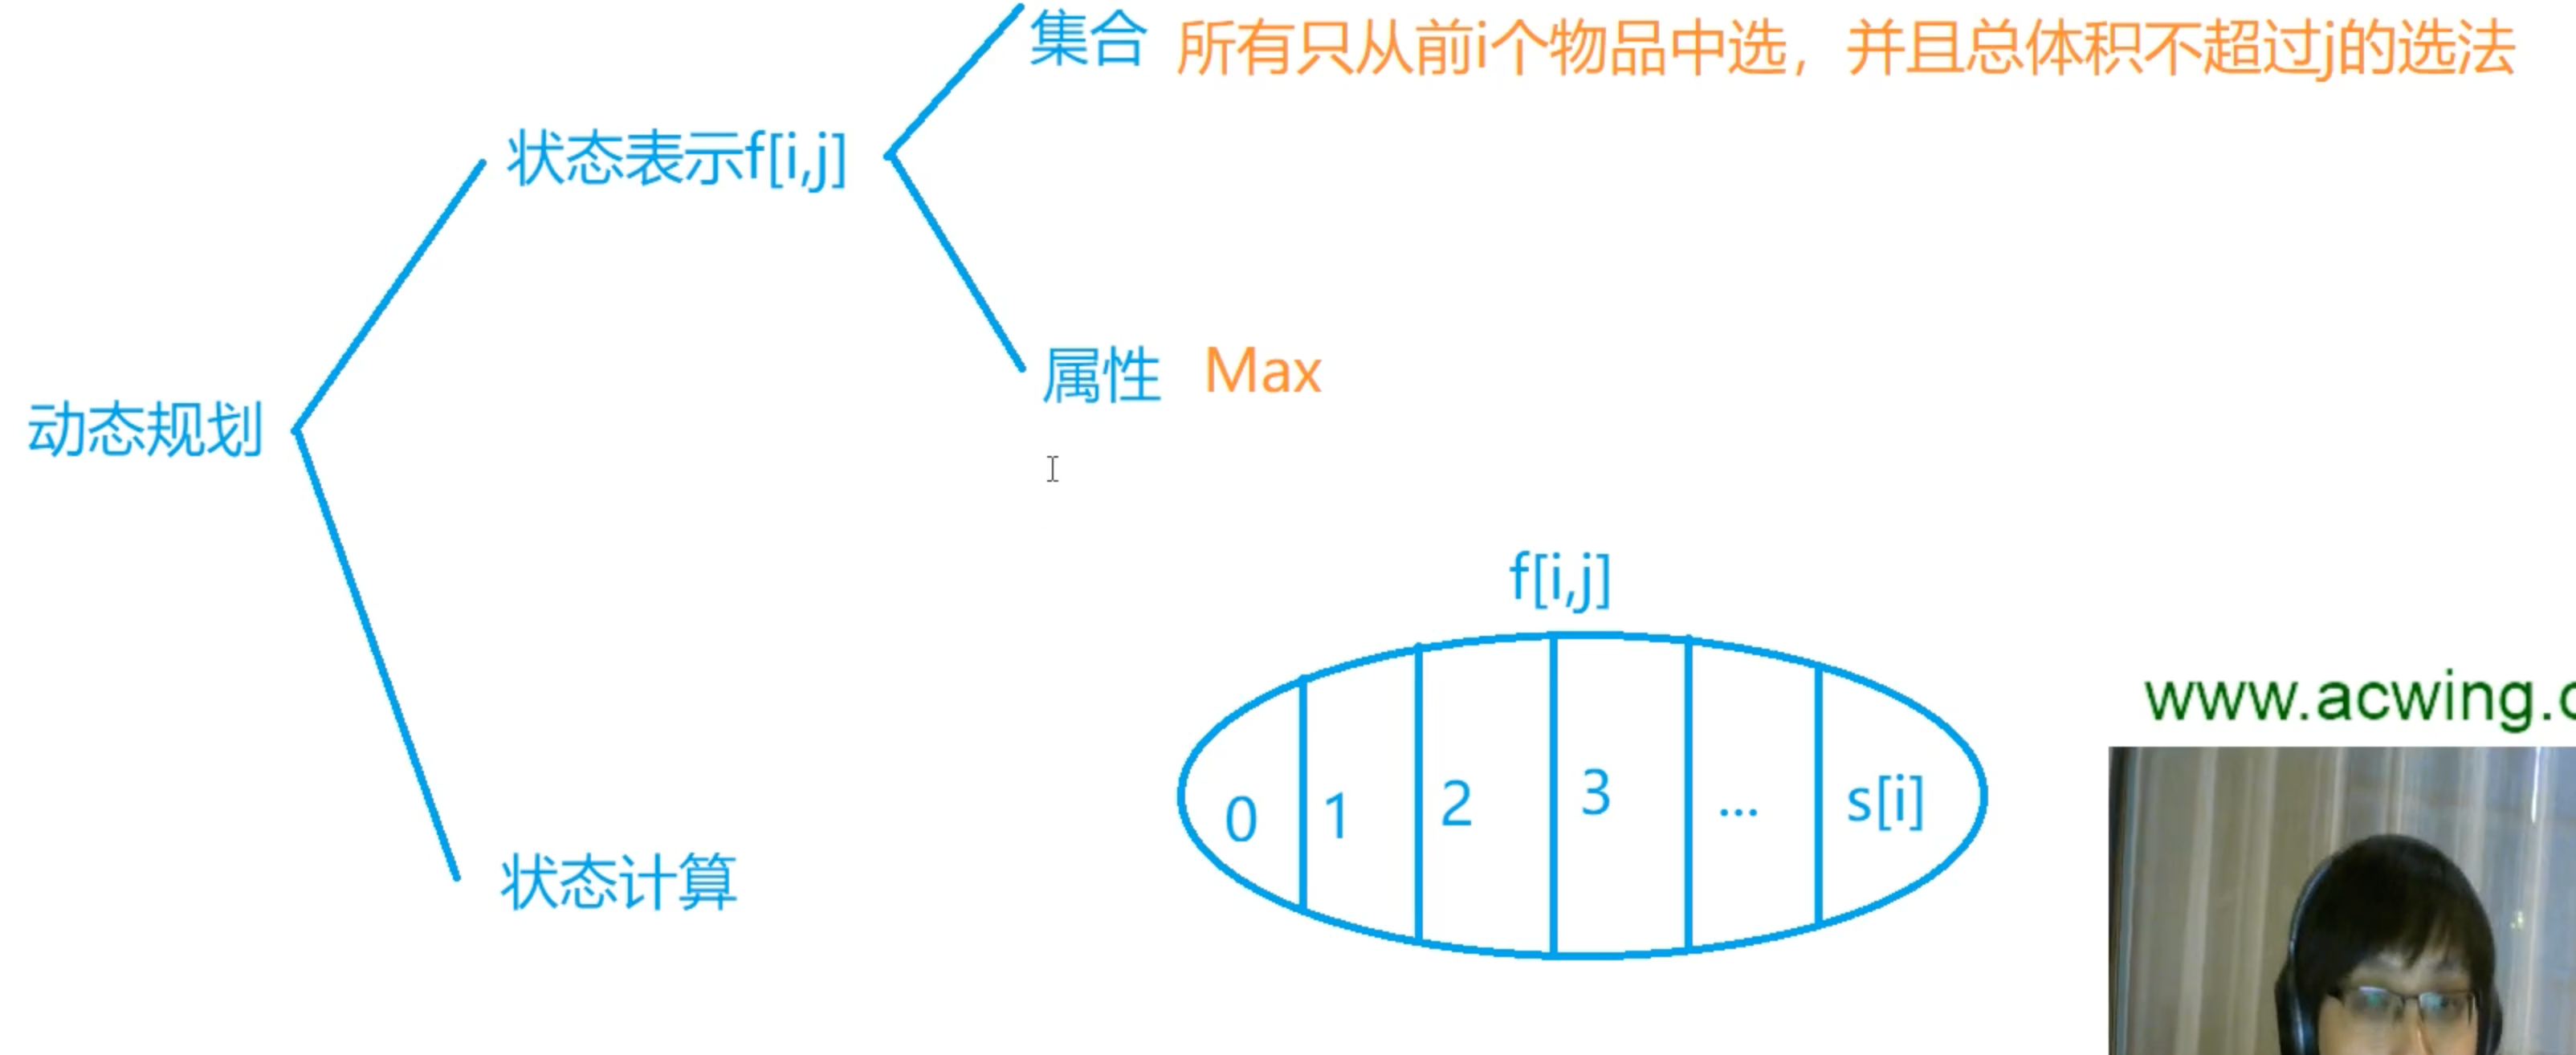 集合 所有只从前i个物品中选，并且总体积不超过j的选法
状态表示f[i,j]
属性 Max
动态规划
f[i,j]
www.acwing.c
0 1 2 3 ... s[i]
状态计算